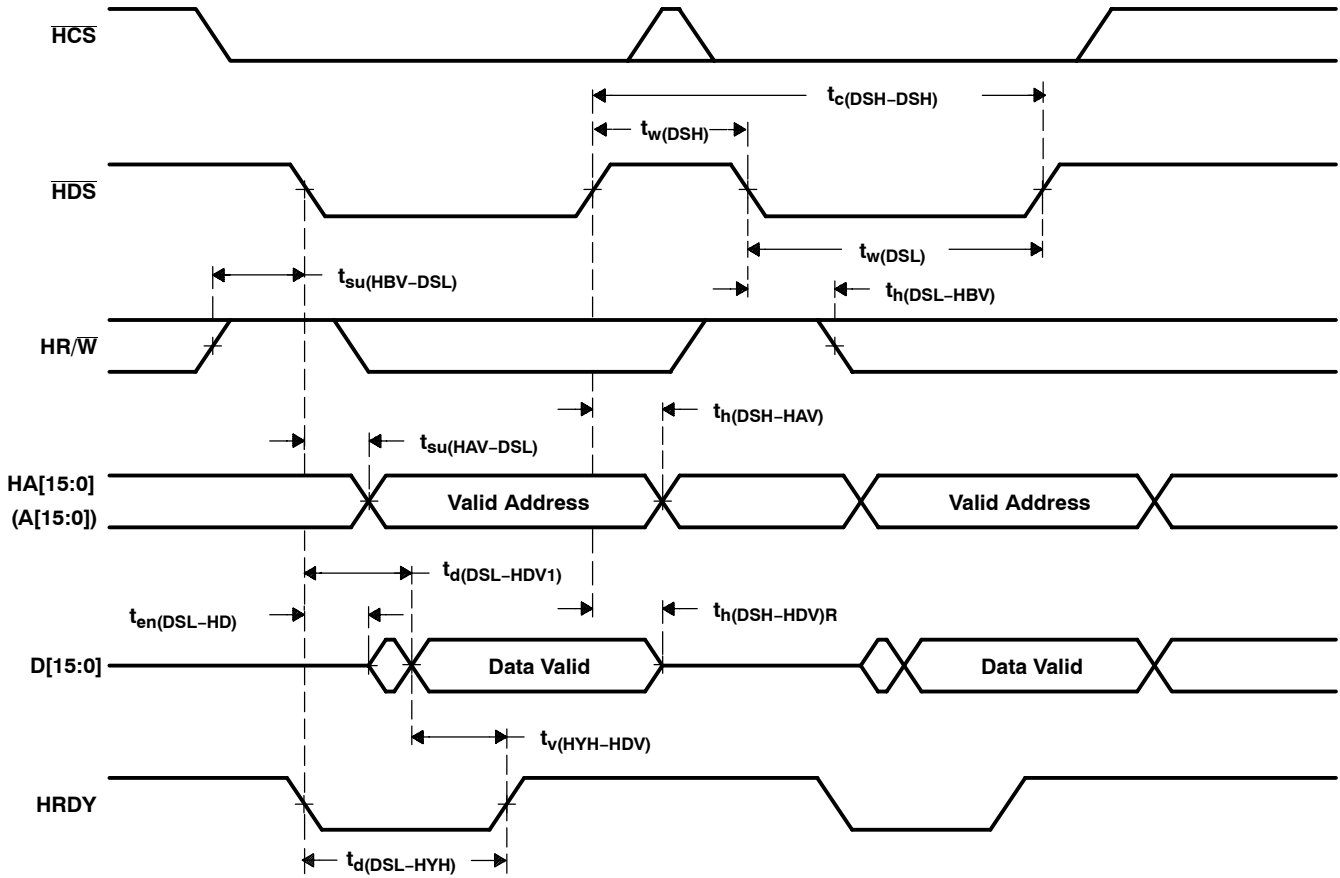 HCS
tc(DSH–DSH)
tw(DSH)
HDS
tw(DSL)
tsu(HBV–DSL)
th(DSL–HBV)
HR/W
th(DSH–HAV)
tsu(HAV–DSL)
HA[15:0]
(A[15:0])
Valid Address
Valid Address
td(DSL–HDV1)
ten(DSL–HD)
th(DSH–HDV)R
D[15:0]
Data Valid
Data Valid
tv(HYH–HDV)
HRDY
td(DSL–HYH)